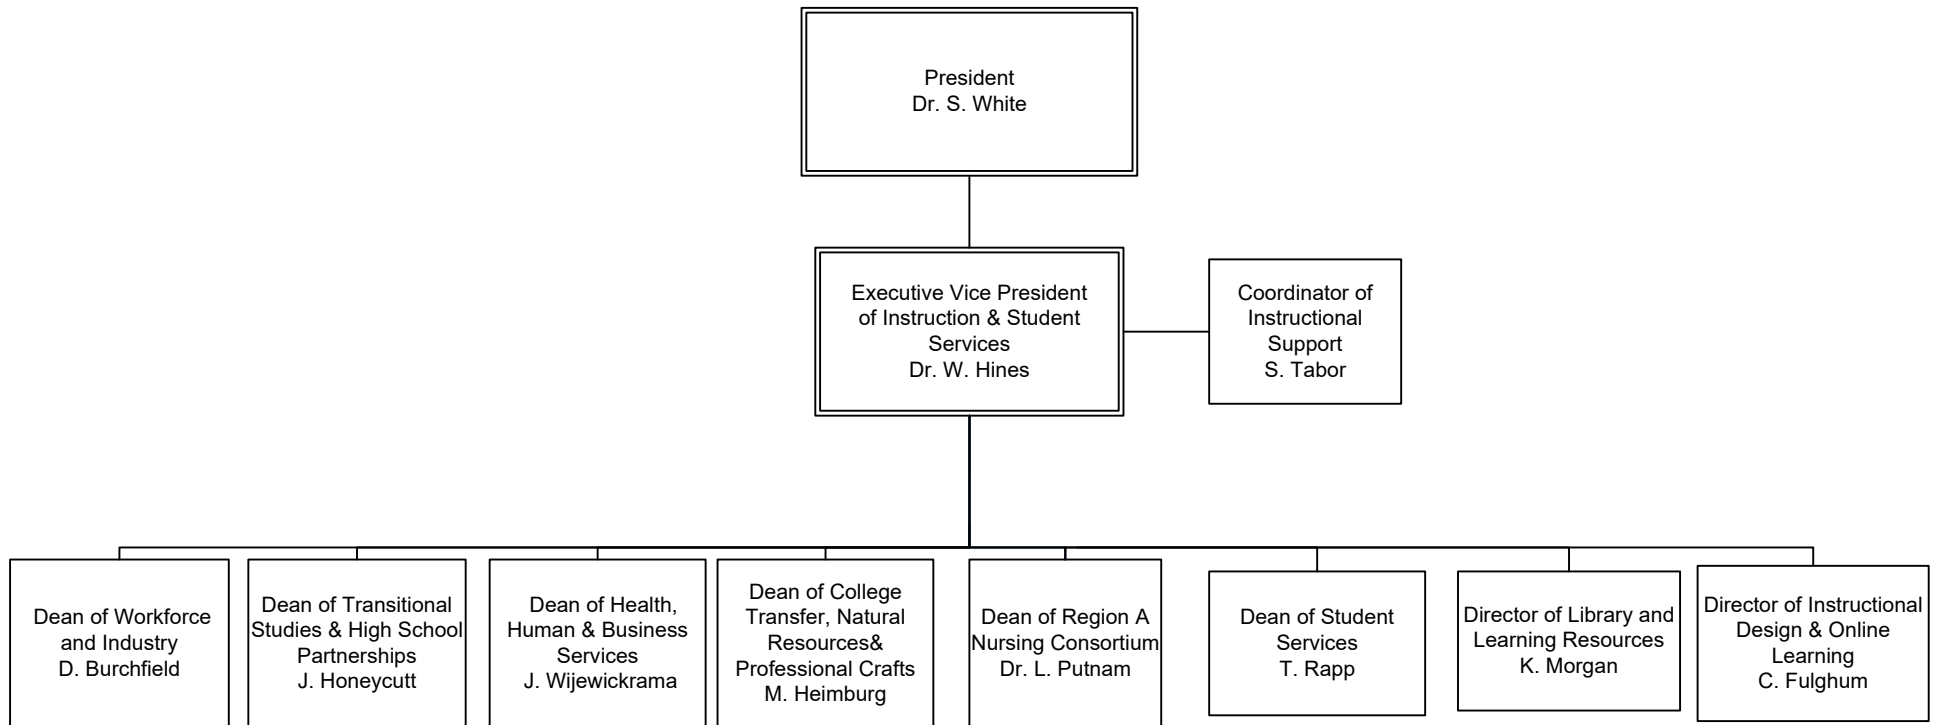 President
Dr. S. White
Executive Vice President
of Instruction & Student
Services
Dr. W. Hines
Coordinator of
Instructional
Support
S. Tabor
Dean of Workforce
and Industry
D. Burchfield
Dean of Transitional
Studies & High School
Partnerships
J. Honeycutt
Dean of Health,
Human & Business
Services
J. Wijewickrama
Dean of College
Transfer, Natural
Resources&
Professional Crafts
M. Heimburg
Dean of Region A
Nursing Consortium
Dr. L. Putnam
Dean of Student
Services
T. Rapp
Director of Library and
Learning Resources
K. Morgan
Director of Instructional
Design & Online
Learning
C. Fulghum